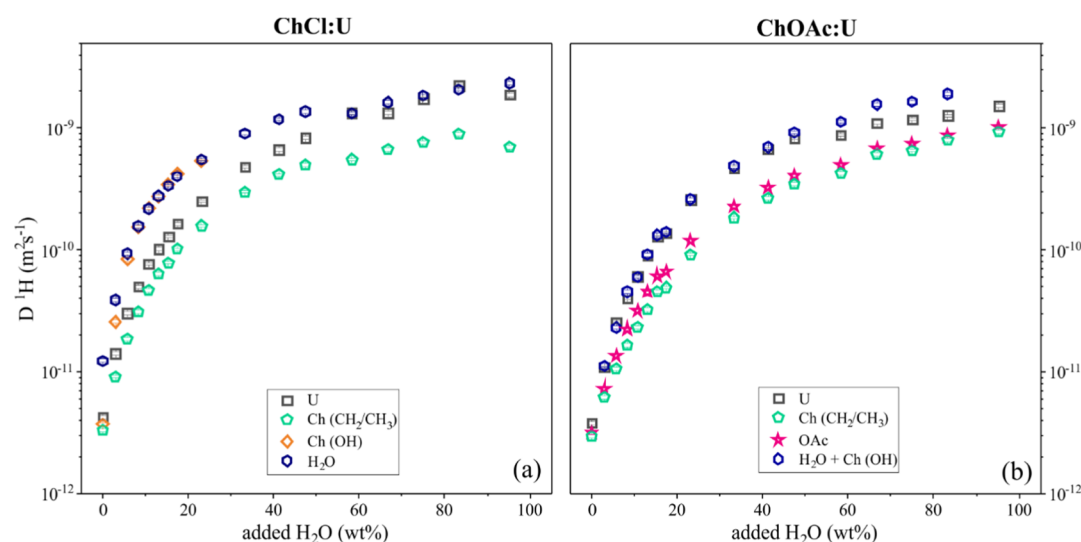 ChCl:U
ChOAc:U
D ¹H (m²s⁻¹)
10⁻⁹
10⁻¹⁰
10⁻¹¹
10⁻¹²
U
Ch (CH₂/CH₃)
Ch (OH)
H₂O
(a)
0 20 40 60 80 100
added H₂O (wt%)
U
Ch (CH₂/CH₃)
OAc
H₂O + Ch (OH)
(b)
10⁻⁹
10⁻¹⁰
10⁻¹¹
10⁻¹²
0 20 40 60 80 100
added H₂O (wt%)